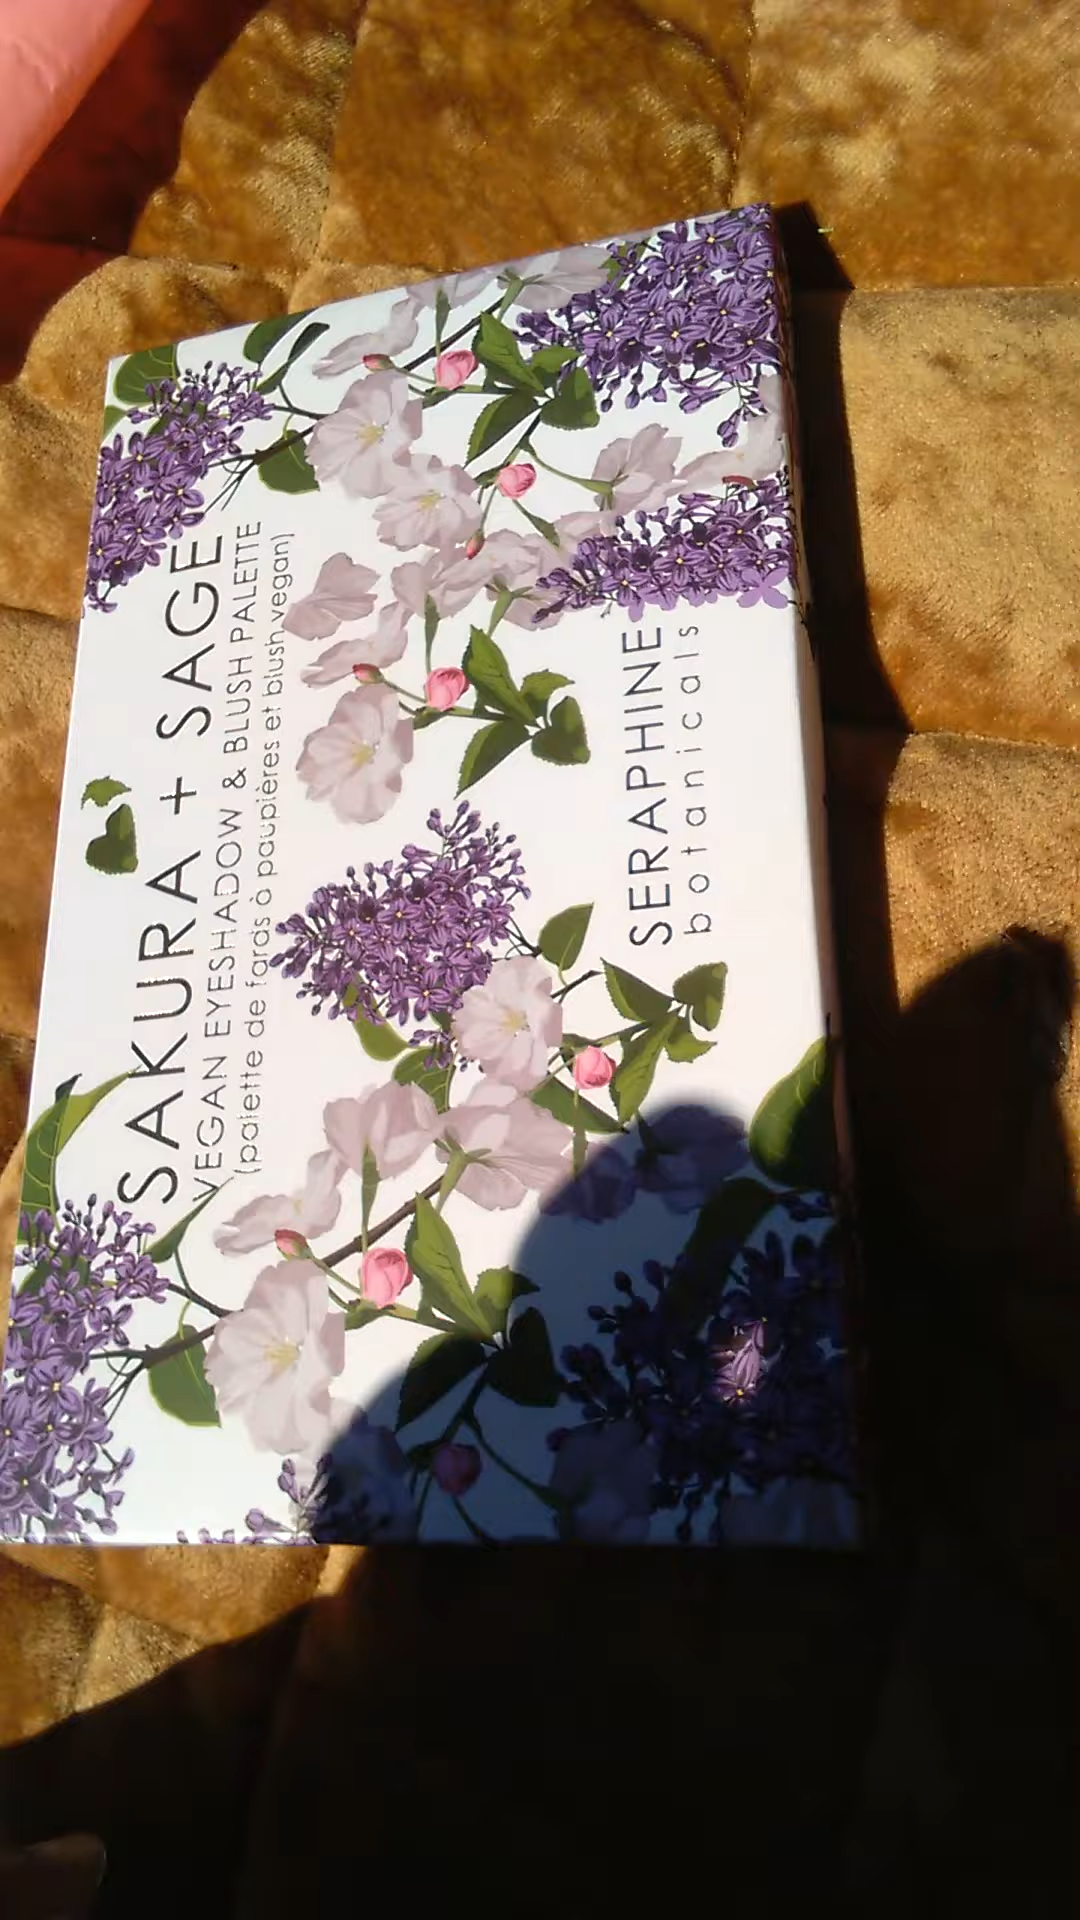 SAKURA + SAGE
VEGAN EYESHADOW & BLUSH PALETTE
(palette de fards à paupières et blush vegan)
SERAPHINE
botanicals